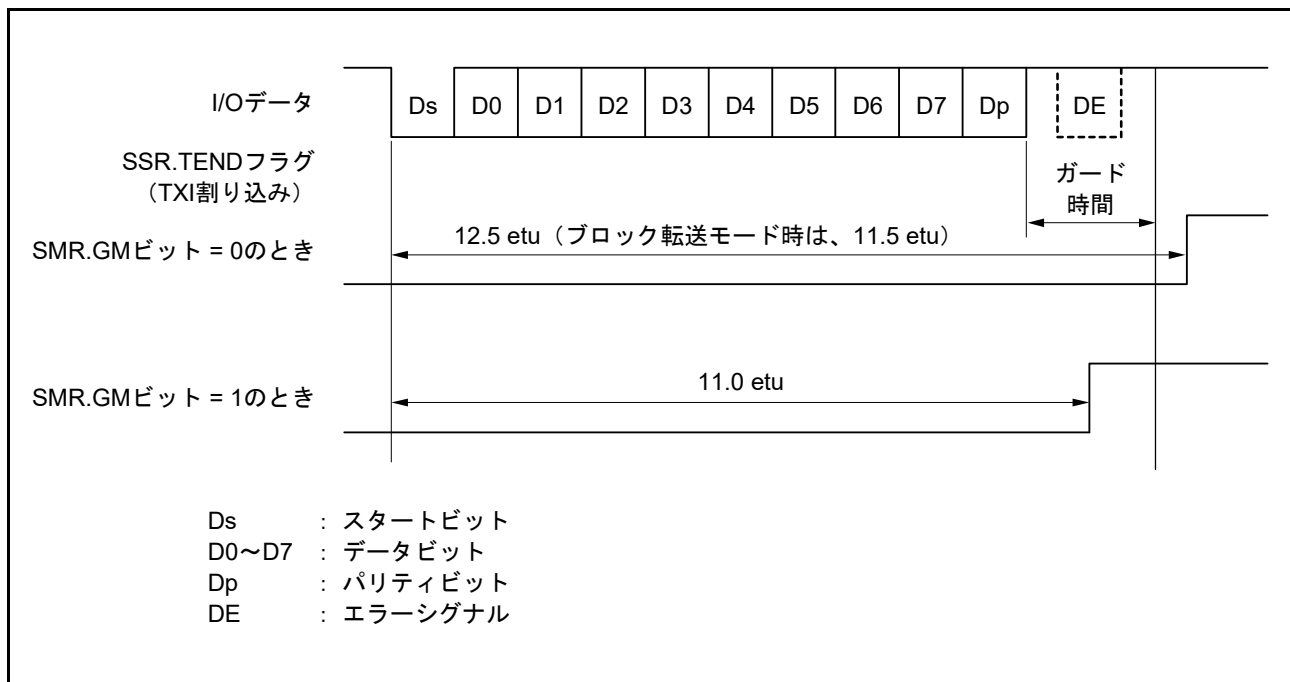 I/Oデータ
Ds D0 D1 D2 D3 D4 D5 D6 D7 Dp DE
SSR.TENDフラグ
（TXI割り込み）
ガード
時間
12.5 etu（ブロック転送モード時は、11.5 etu）
SMR.GMビット = 0のとき
11.0 etu
SMR.GMビット = 1のとき
Ds : スタートビット
D0～D7 : データビット
Dp : パリティビット
DE : エラーシグナル